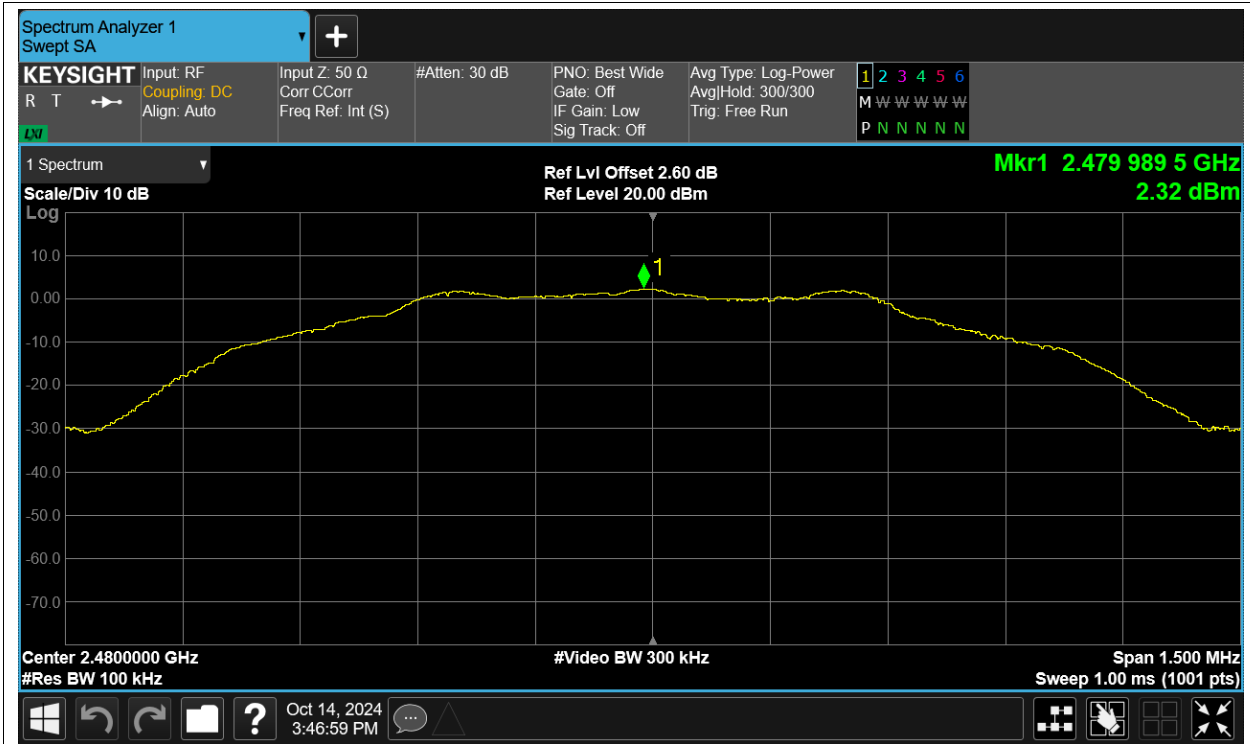 Spectrum Analyzer 1
Swept SA
KEYSIGHT
R T
LXI
Input: RF
Coupling: DC
Align: Auto
Input Z: 50 Ω
Corr CCorr
Freq Ref: Int (S)
#Atten: 30 dB
PNO: Best Wide
Gate: Off
IF Gain: Low
Sig Track: Off
Avg Type: Log-Power
Avg|Hold: 300/300
Trig: Free Run
1 2 3 4 5 6
M W W W W W
P N N N N N
1 Spectrum
Scale/Div 10 dB
Log
Ref Lvl Offset 2.60 dB
Ref Level 20.00 dBm
Mkr1 2.479 989 5 GHz
2.32 dBm
1
10.0
0.00
-10.0
-20.0
-30.0
-40.0
-50.0
-60.0
-70.0
Center 2.4800000 GHz
#Res BW 100 kHz
#Video BW 300 kHz
Span 1.500 MHz
Sweep 1.00 ms (1001 pts)
?
Oct 14, 2024
3:46:59 PM